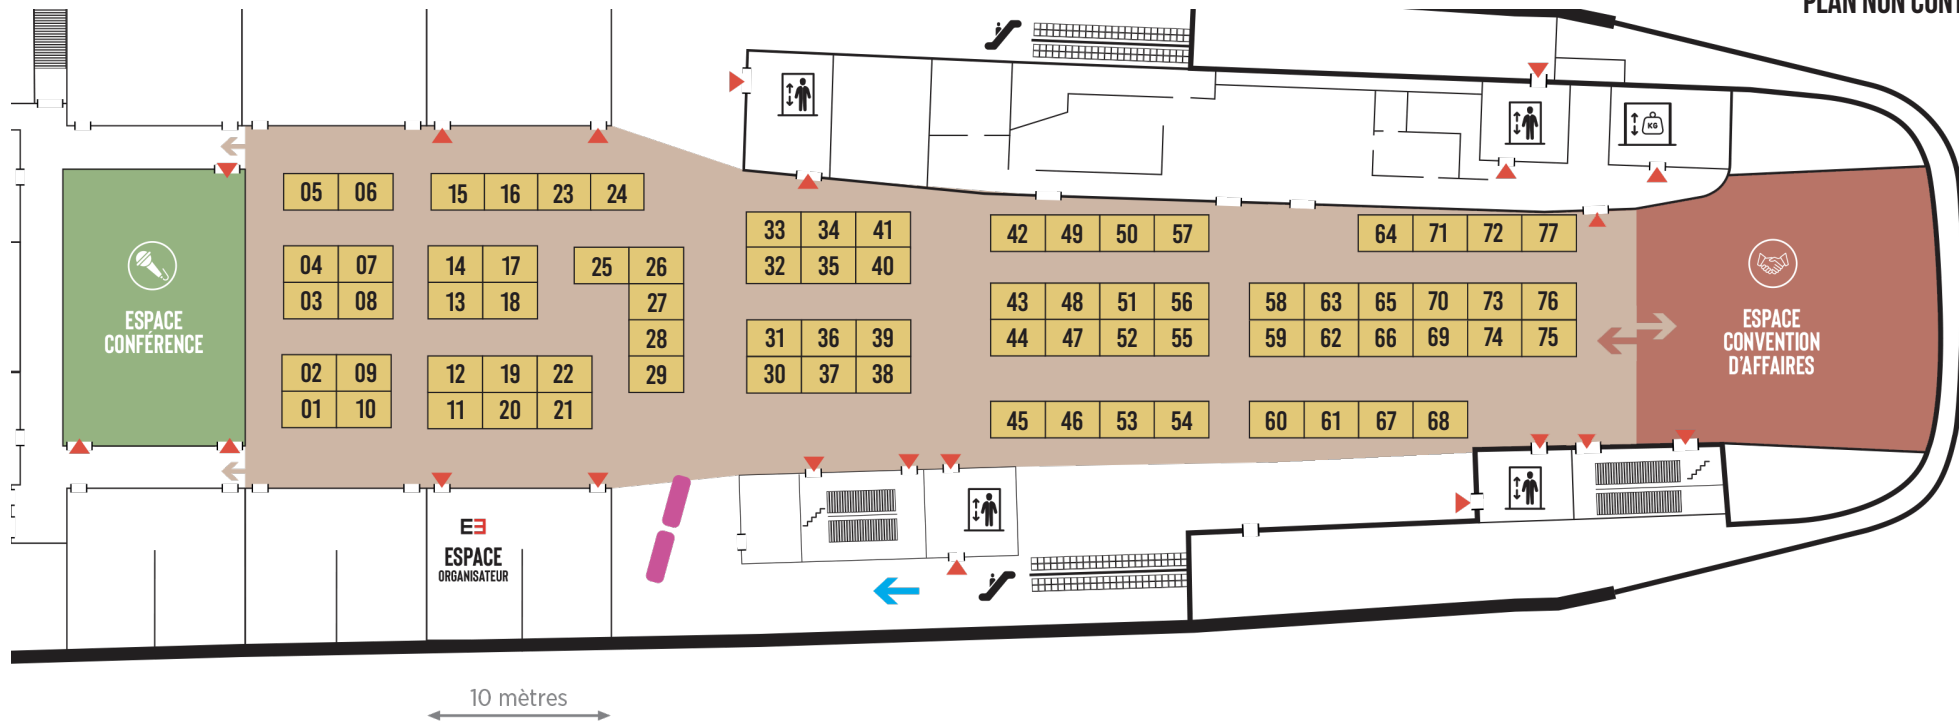 PLAN NON CONT
KG
05 06 15 16 23 24
33 34 41
42 49 50 57
64 71 72 77
04 07 14 17 25 26
32 35 40
03 08 13 18 27
43 48 51 56
58 63 65 70 73 76
28
31 36 39
44 47 52 55
59 62 66 69 74 75
02 09 12 19 22 29
30 37 38
01 10 11 20 21
45 46 53 54
60 61 67 68
ESPACE
CONFÉRENCE
ESPACE
CONVENTION
D'AFFAIRES
ESPACE
ORGANISATEUR
10 mètres